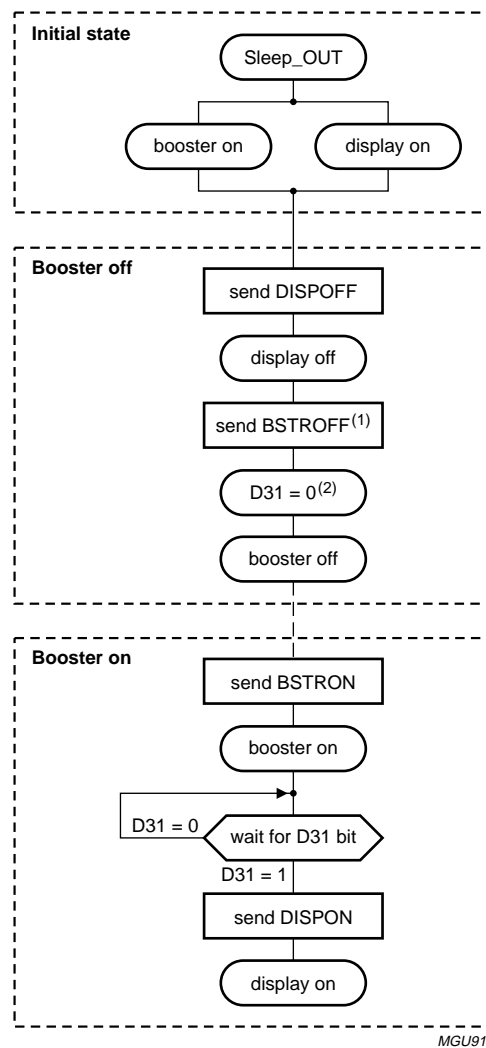 Initial state
Sleep_OUT
booster on
display on
Booster off
send DISPOFF
display off
send BSTROFF(1)
D31 = 0(2)
booster off
Booster on
send BSTRON
booster on
D31 = 0
wait for D31 bit
D31 = 1
send DISPON
display on
MGU91